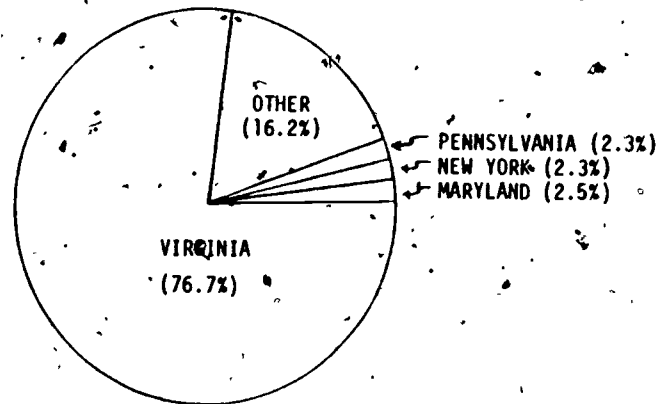 OTHER
(16.2%)
PENNSYLVANIA (2.3%)
NEW YORK (2.3%)
MARYLAND (2.5%)
VIRGINIA
(76.7%)